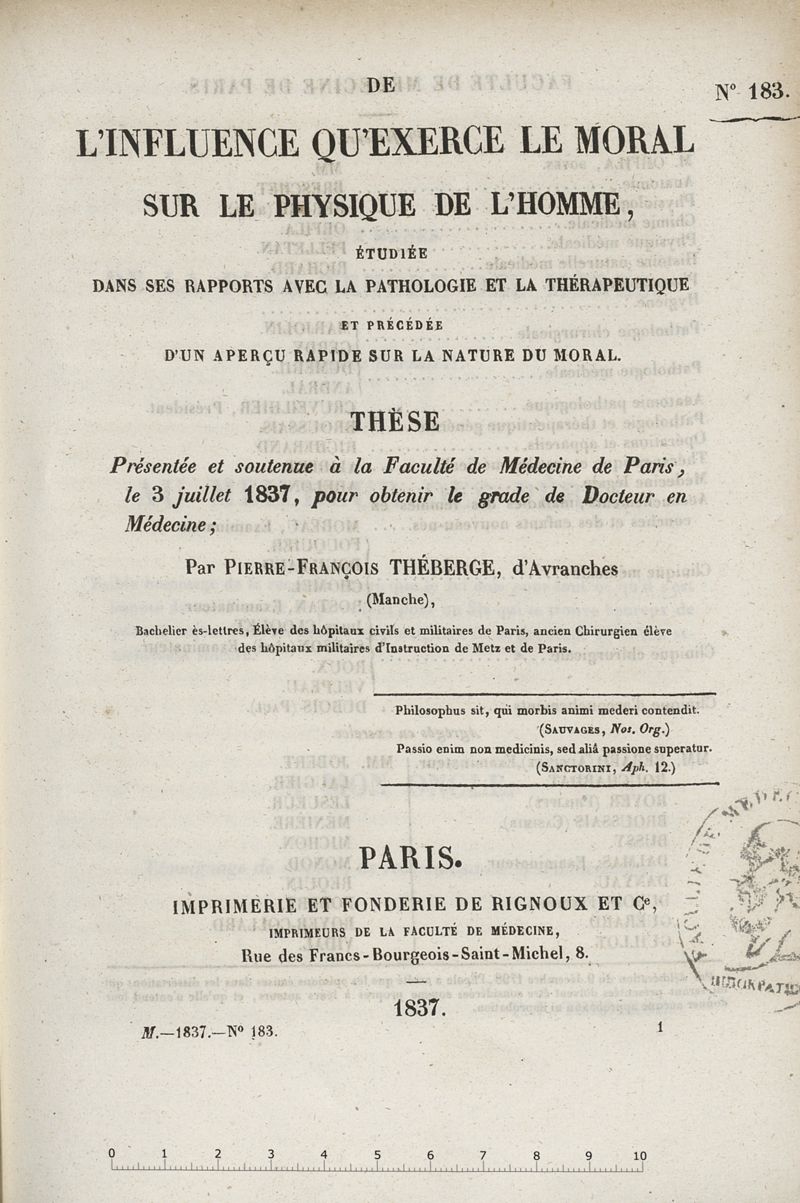 DE
N° 183.
L'INFLUENCE QU'EXERCE LE MORAL
SUR LE PHYSIQUE DE L'HOMME,
ÉTUDIÉE
DANS SES RAPPORTS AVEC LA PATHOLOGIE ET LA THÉRAPEUTIQUE
ET PRÉCÉDÉE
D'UN APERÇU RAPIDE SUR LA NATURE DU MORAL.
THÈSE
Présentée et soutenue à la Faculté de Médecine de Paris,
le 3 juillet 1837, pour obtenir le grade de Docteur en
Médecine;
Par PIERRE-FRANÇOIS THÉBERGE, d'Avranches
(Manche),
Bachelier ès-lettres, Élève des hôpitaux civils et militaires de Paris, ancien Chirurgien élève
des hôpitaux militaires d'Instruction de Metz et de Paris.
Philosophus sit, qui morbis animi mederi contendit.
(SAUVAGES, Nos. Org.)
Passio enim non medicinis, sed aliâ passione superatur.
(SANCTORINI, Aph. 12.)
PARIS.
IMPRIMERIE ET FONDERIE DE RIGNOUX ET Ce,
IMPRIMEURS DE LA FACULTÉ DE MÉDECINE,
Rue des Francs-Bourgeois-Saint-Michel, 8.
1837.
M.—1837.—N° 183.
1
0 1 2 3 4 5 6 7 8 9 10